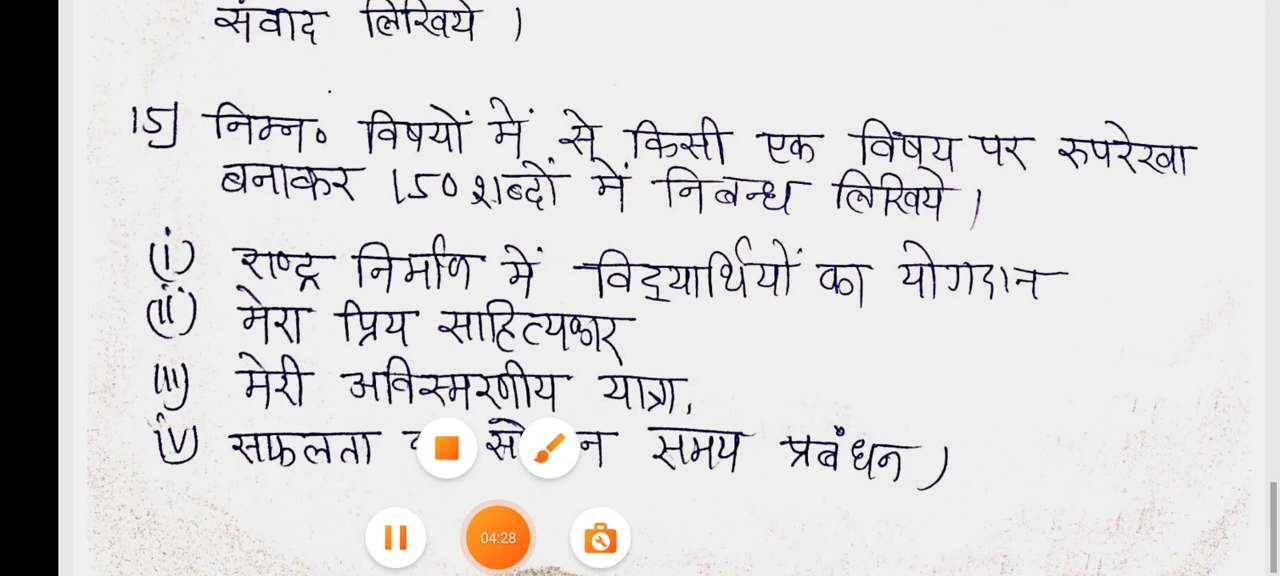 संवाद लिखिये ।
15] निम्न॰ विषयों में से किसी एक विषय पर रुपरेखा
बनाकर 150 शब्दों में निबन्ध लिखिये ।
(i) राष्ट्र निर्माण में विद्यार्थियों का योगदान
(ii) मेरा प्रिय साहित्यकार
(iii) मेरी अविस्मरणीय यात्रा,
(iv) सफलता समय प्रबंधन )
04:28